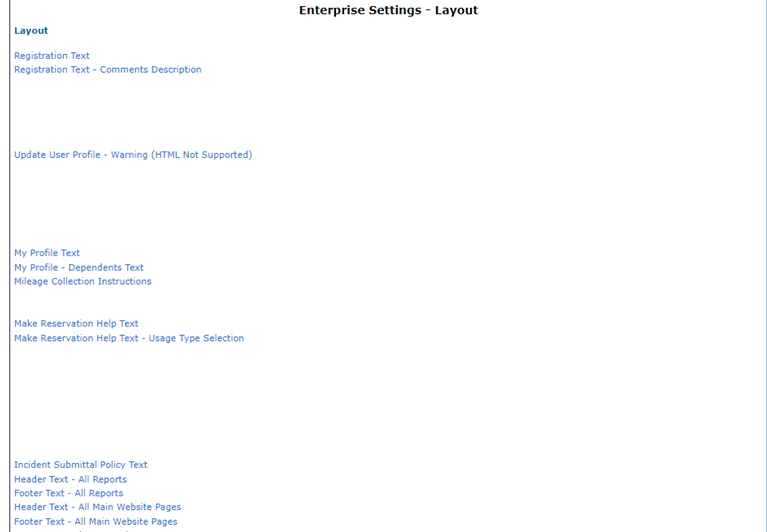 Enterprise Settings - Layout
Layout
Registration Text
Registration Text - Comments Description
Update User Profile - Warning (HTML Not Supported)
My Profile Text
My Profile - Dependents Text
Mileage Collection Instructions
Make Reservation Help Text
Make Reservation Help Text - Usage Type Selection
Incident Submittal Policy Text
Header Text - All Reports
Footer Text - All Reports
Header Text - All Main Website Pages
Footer Text - All Main Website Pages